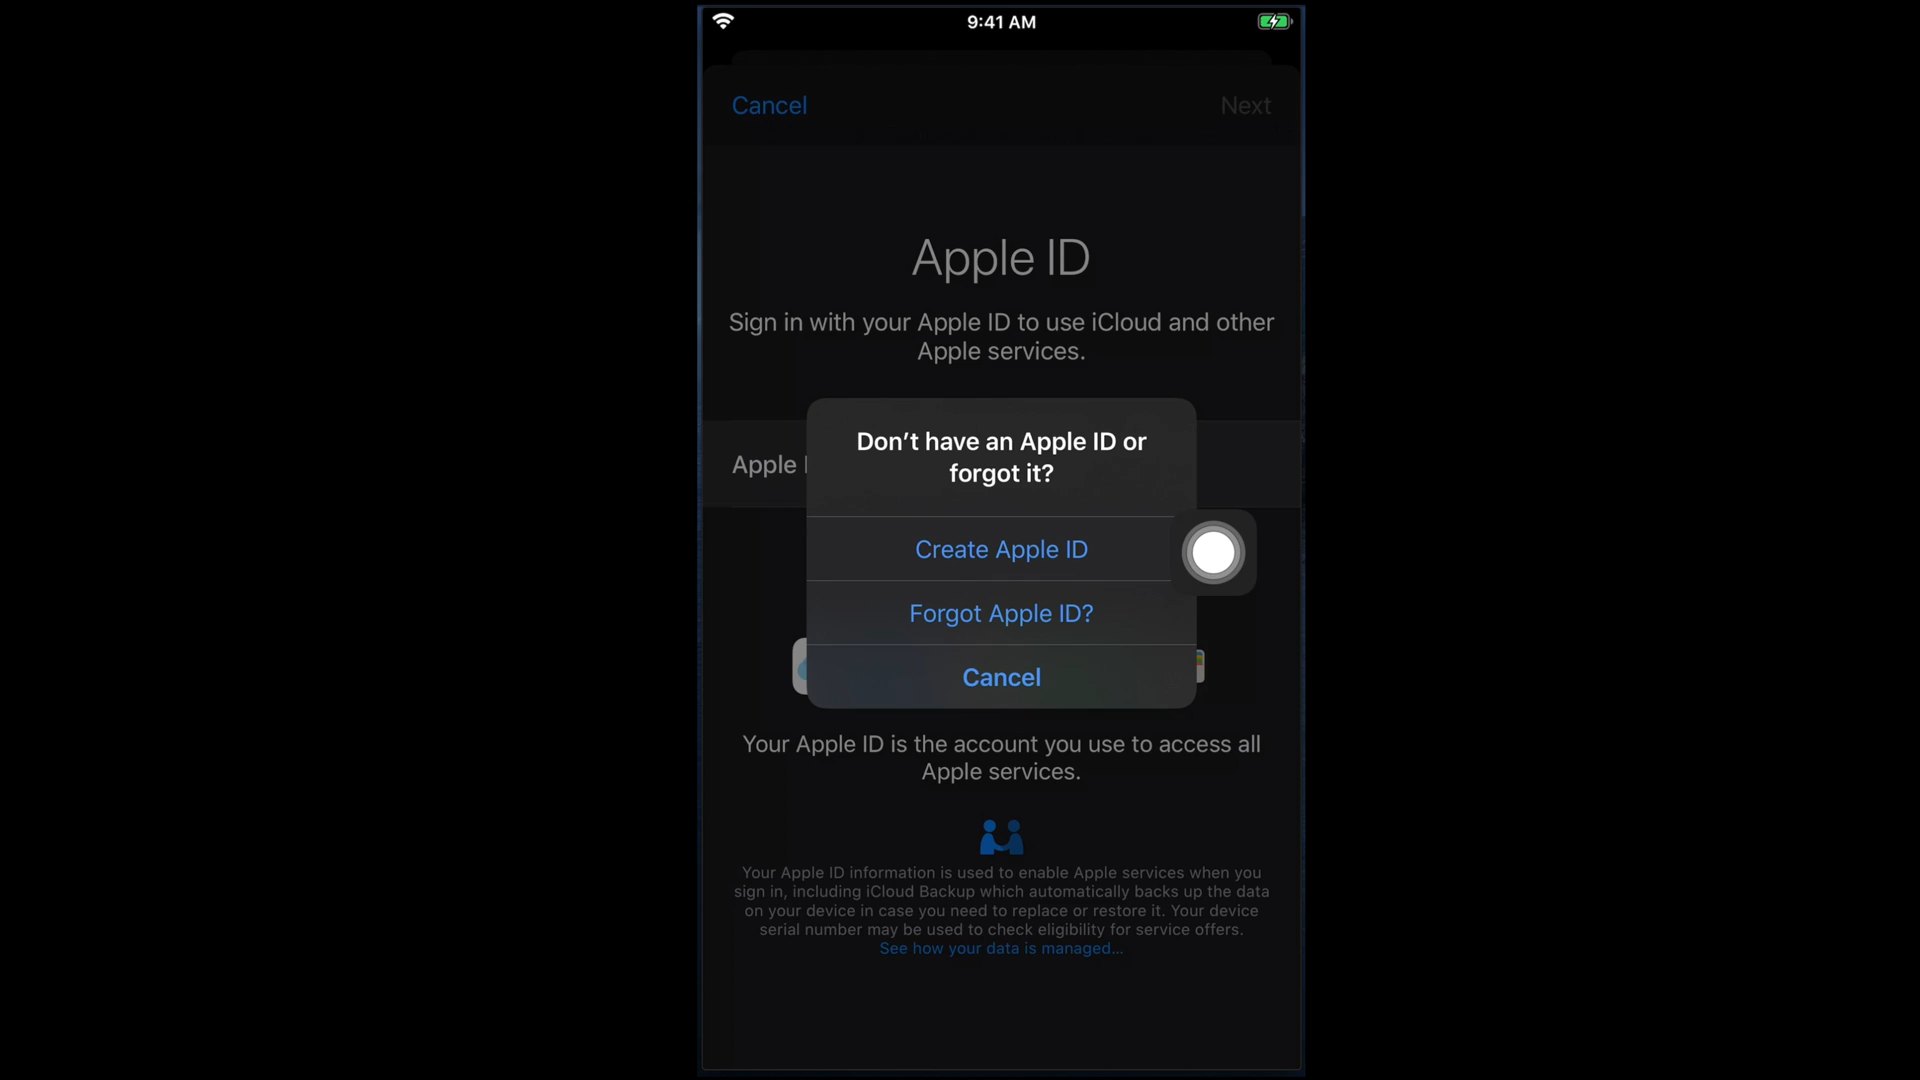 9:41 AM
Cancel
Next
Apple ID
Sign in with your Apple ID to use iCloud and other
Apple services.
Apple I
Don't have an Apple ID or
forgot it?
Create Apple ID
Forgot Apple ID?
Cancel
Your Apple ID is the account you use to access all
Apple services.
Your Apple ID information is used to enable Apple services when you
sign in, including iCloud Backup which automatically backs up the data
on your device in case you need to replace or restore it. Your device
serial number may be used to check eligibility for service offers.
See how your data is managed...